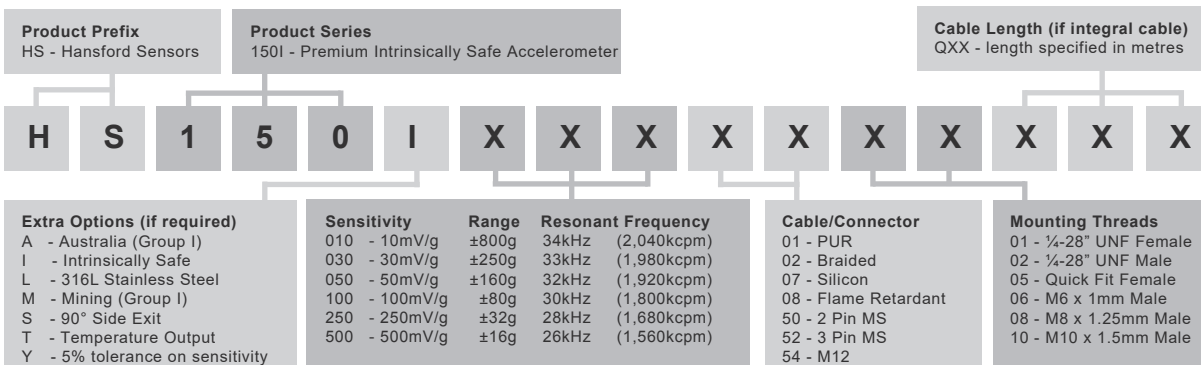 Product Prefix
HS - Hansford Sensors
Product Series
150I - Premium Intrinsically Safe Accelerometer
Cable Length (if integral cable)
QXX - length specified in metres
H S 1 5 0 I X X X X X X X X X X
Extra Options (if required)
A - Australia (Group I)
I - Intrinsically Safe
L - 316L Stainless Steel
M - Mining (Group I)
S - 90° Side Exit
T - Temperature Output
Y - 5% tolerance on sensitivity
Sensitivity Range Resonant Frequency
010 - 10mV/g ±800g 34kHz (2,040kcpm)
030 - 30mV/g ±250g 33kHz (1,980kcpm)
050 - 50mV/g ±160g 32kHz (1,920kcpm)
100 - 100mV/g ±80g 30kHz (1,800kcpm)
250 - 250mV/g ±32g 28kHz (1,680kcpm)
500 - 500mV/g ±16g 26kHz (1,560kcpm)
Cable/Connector
01 - PUR
02 - Braided
07 - Silicon
08 - Flame Retardant
50 - 2 Pin MS
52 - 3 Pin MS
54 - M12
Mounting Threads
01 - ¼-28” UNF Female
02 - ¼-28” UNF Male
05 - Quick Fit Female
06 - M6 x 1mm Male
08 - M8 x 1.25mm Male
10 - M10 x 1.5mm Male